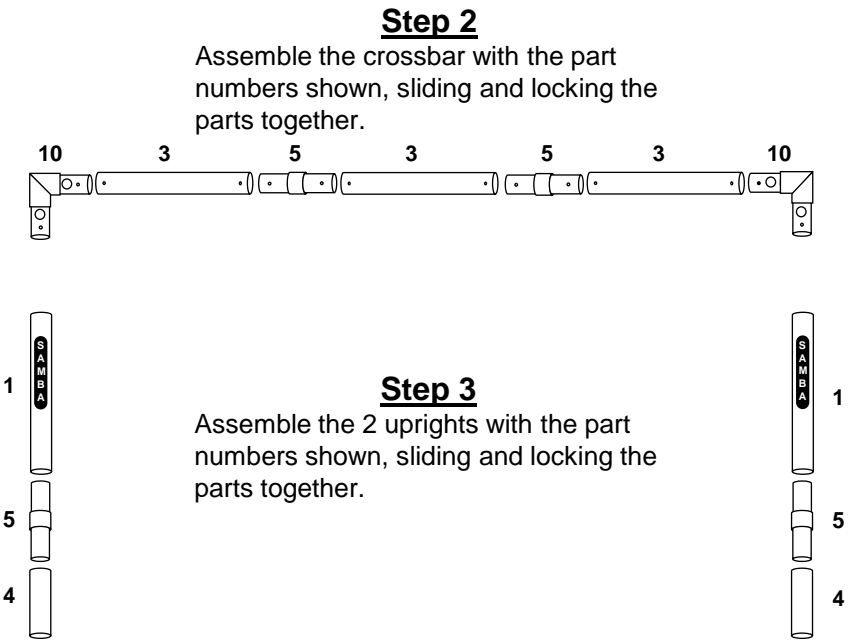 Step 2
Assemble the crossbar with the part
numbers shown, sliding and locking the
parts together.
10 3 5 3 5 3 10
SAMBA SAMBA
1 1
Step 3
Assemble the 2 uprights with the part
numbers shown, sliding and locking the
parts together.
5 5
4 4